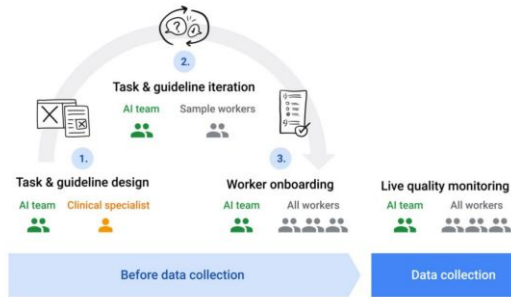 2.
Task & guideline iteration
AI team Sample workers
1.
3.
Task & guideline design
Worker onboarding
Live quality monitoring
AI team Clinical specialist
AI team All workers
AI team All workers
Before data collection
Data collection